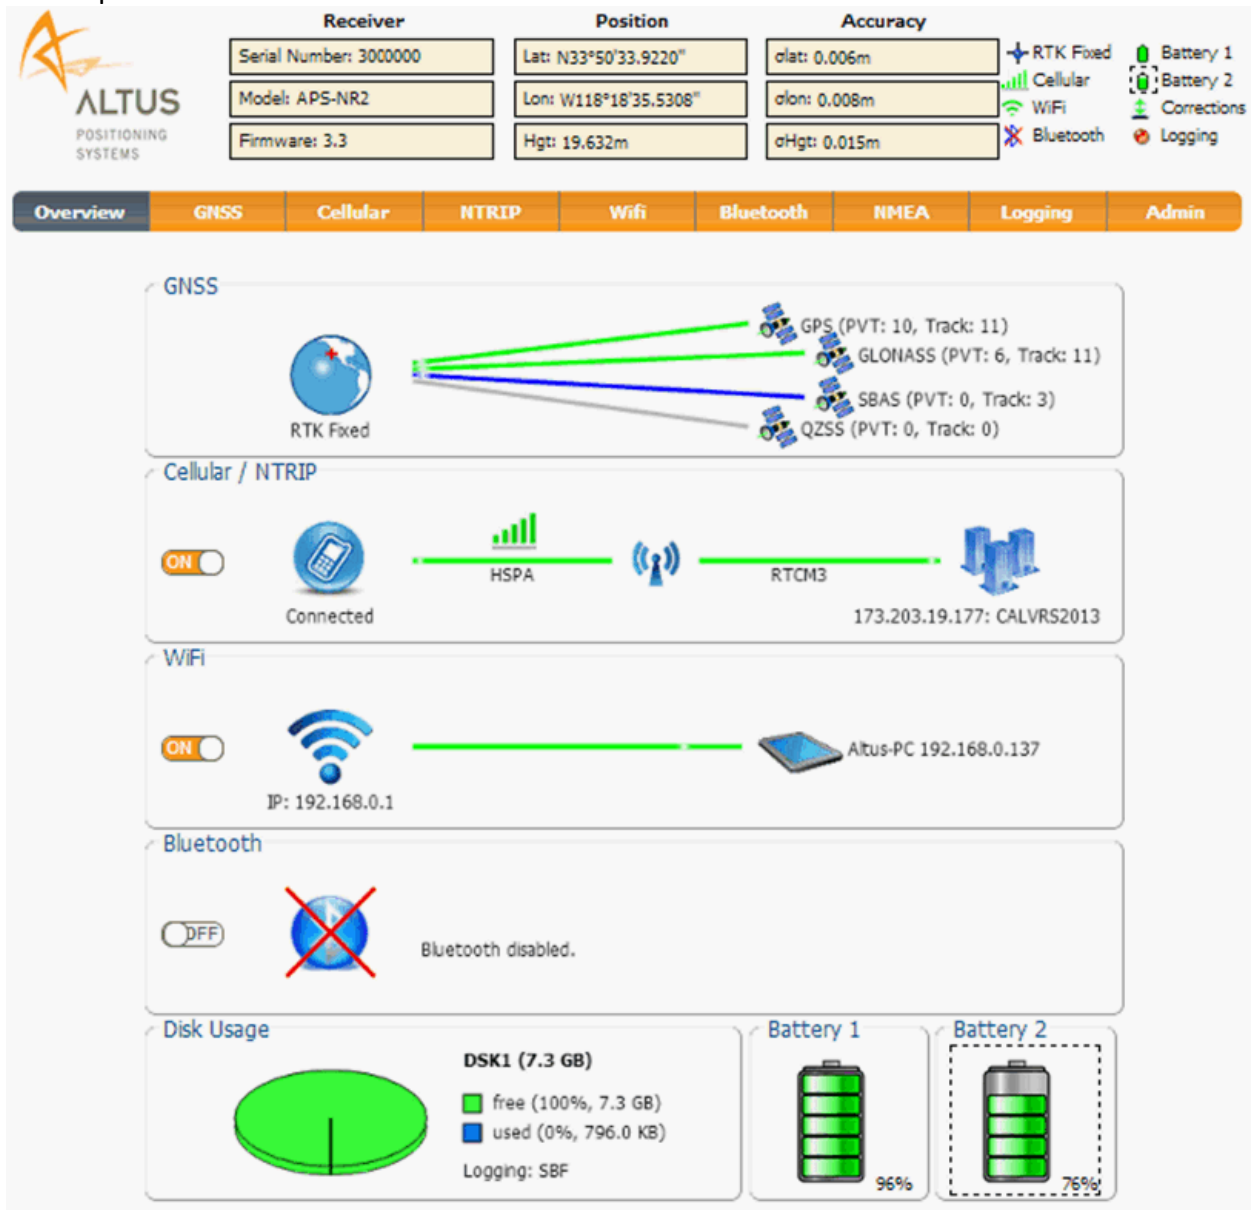 Receiver Position Accuracy
Serial Number: 3000000 Lat: N33°50'33.9220" σlat: 0.006m RTK Fixed Battery 1
Cellular Battery 2
Model: APS-NR2 Lon: W118°18'35.5308" σlon: 0.008m WiFi Corrections
Firmware: 3.3 Hgt: 19.632m σHgt: 0.015m Bluetooth Logging
ALTUS
POSITIONING
SYSTEMS
Overview GNSS Cellular NTRIP Wifi Bluetooth NMEA Logging Admin
GNSS
GPS (PVT: 10, Track: 11)
GLONASS (PVT: 6, Track: 11)
SBAS (PVT: 0, Track: 3)
QZSS (PVT: 0, Track: 0)
RTK Fixed
Cellular / NTRIP
ON
HSPA RTCM3
Connected 173.203.19.177: CALVRS2013
WiFi
ON
Altus-PC 192.168.0.137
IP: 192.168.0.1
Bluetooth
OFF
Bluetooth disabled.
Disk Usage Battery 1 Battery 2
DSK1 (7.3 GB)
free (100%, 7.3 GB)
used (0%, 796.0 KB)
Logging: SBF
96% 76%